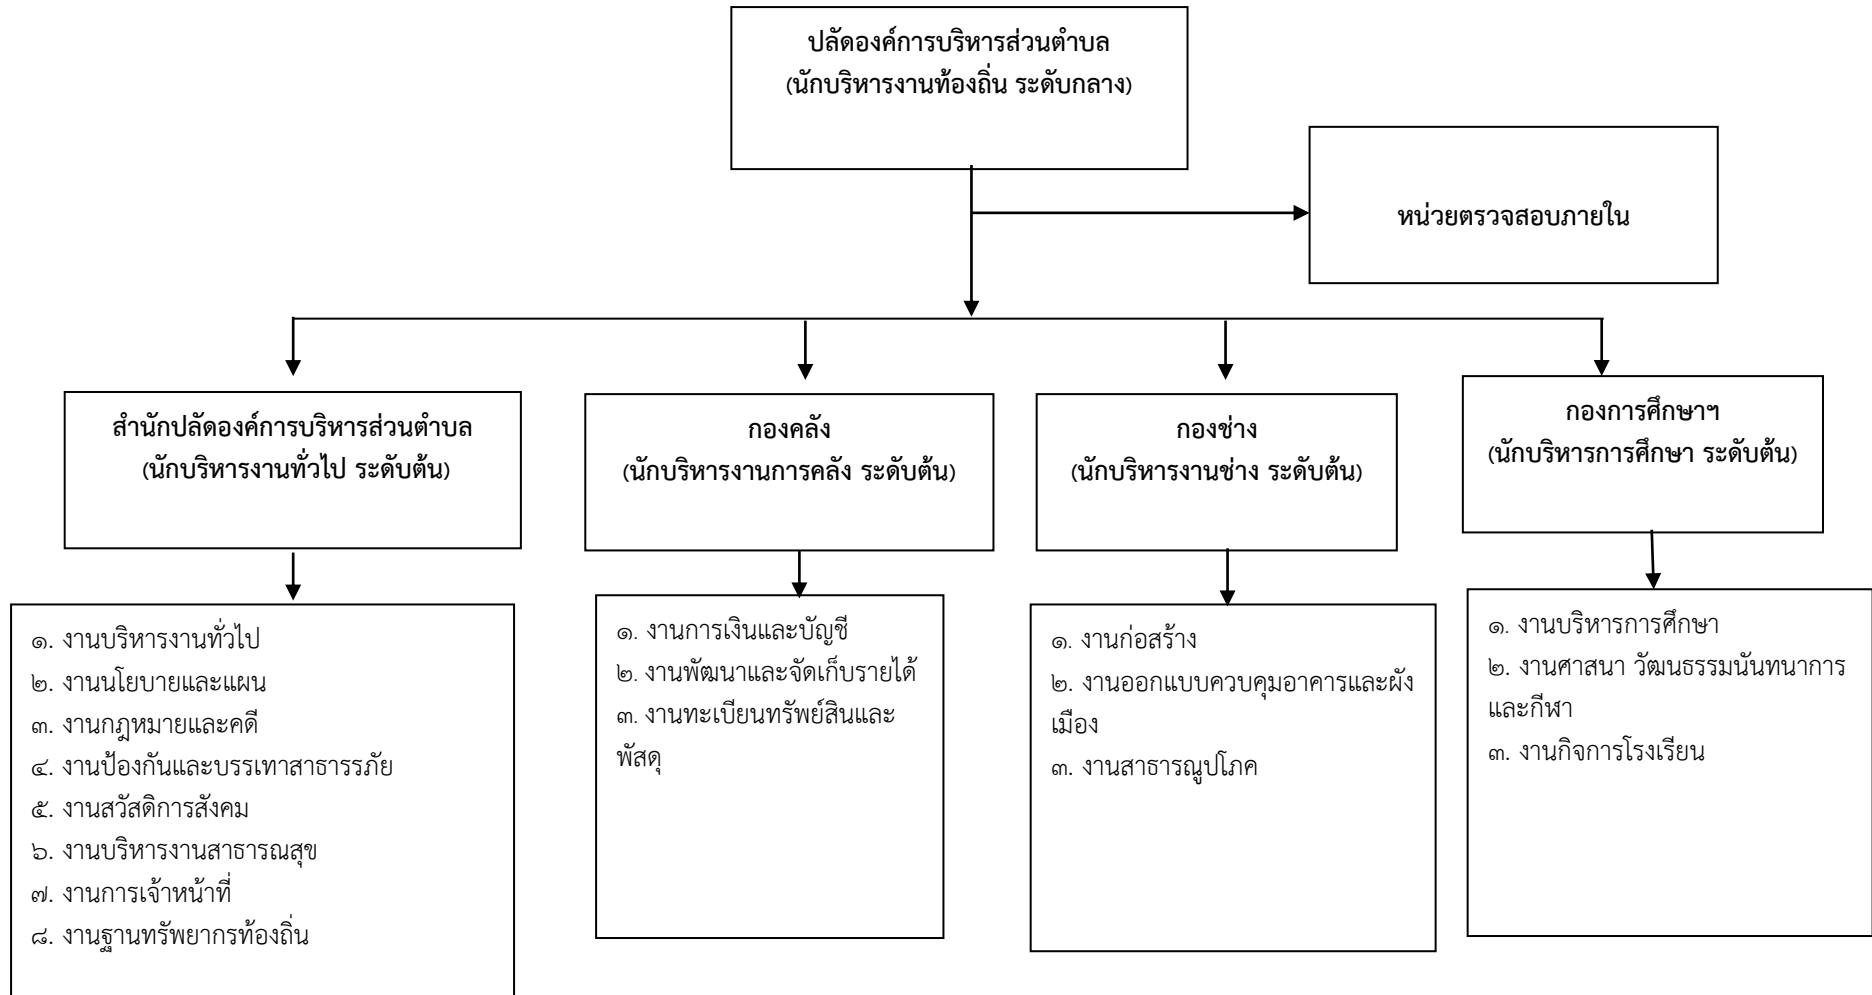 ปลัดองค์การบริหารส่วนตำบล
(นักบริหารงานท้องถิ่น ระดับกลาง)
หน่วยตรวจสอบภายใน
สำนักปลัดองค์การบริหารส่วนตำบล
(นักบริหารงานทั่วไป ระดับต้น)
กองคลัง
(นักบริหารงานการคลัง ระดับต้น)
กองช่าง
(นักบริหารงานช่าง ระดับต้น)
กองการศึกษาฯ
(นักบริหารการศึกษา ระดับต้น)
๑. งานบริหารงานทั่วไป
๒. งานนโยบายและแผน
๓. งานกฎหมายและคดี
๔. งานป้องกันและบรรเทาสาธารรภัย
๕. งานสวัสดิการสังคม
๖. งานบริหารงานสาธารณสุข
๗. งานการเจ้าหน้าที่
๘. งานฐานทรัพยากรท้องถิ่น
๑. งานการเงินและบัญชี
๒. งานพัฒนาและจัดเก็บรายได้
๓. งานทะเบียนทรัพย์สินและ
พัสดุ
๑. งานก่อสร้าง
๒. งานออกแบบควบคุมอาคารและผัง
เมือง
๓. งานสาธารณูปโภค
๑. งานบริหารการศึกษา
๒. งานศาสนา วัฒนธรรมนันทนาการ
และกีฬา
๓. งานกิจการโรงเรียน